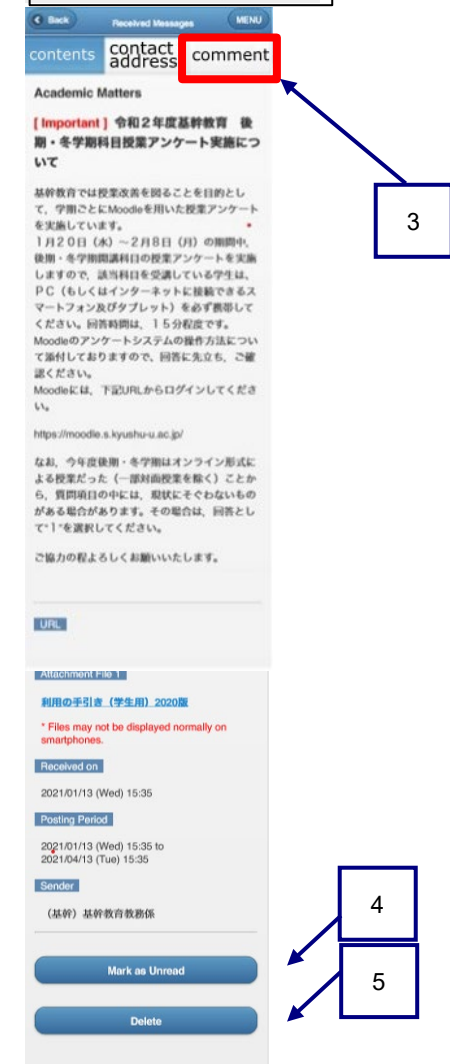 Back
Received Messages
MENU
contents
contact
address
comment
3
Academic Matters
[ Important ] 令和２年度基幹教育　後
期・冬学期科目授業アンケート実施につ
いて
基幹教育では授業改善を図ることを目的とし
て、学期ごとにMoodleを用いた授業アンケート
を実施しています。
１月２０日（水）～２月８日（月）の期間中、
後期・冬学期開講科目の授業アンケートを実施
しますので、該当科目を受講している学生は、
ＰＣ（もしくはインターネットに接続できるス
マートフォン及びタブレット）を必ず携帯して
ください。回答時間は、１５分程度です。
Moodleのアンケートシステムの操作方法につい
て添付しておりますので、回答に先立ち、ご確
認ください。
Moodleには、下記URLからログインしてくださ
い。
https://moodle.s.kyushu-u.ac.jp/
なお、今年度後期・冬学期はオンライン形式に
よる授業だった（一部対面授業を除く）ことか
ら、質問項目の中には、現状にそぐわないもの
がある場合があります。その場合は、回答とし
て"１"を選択してください。
ご協力の程よろしくお願いいたします。
URL
Attachment File 1
利用の手引き（学生用）2020版
* Files may not be displayed normally on
smartphones.
Received on
2021/01/13 (Wed) 15:35
Posting Period
2021/01/13 (Wed) 15:35 to
2021/04/13 (Tue) 15:35
Sender
（基幹）基幹教育教務係
4
Mark as Unread
5
Delete